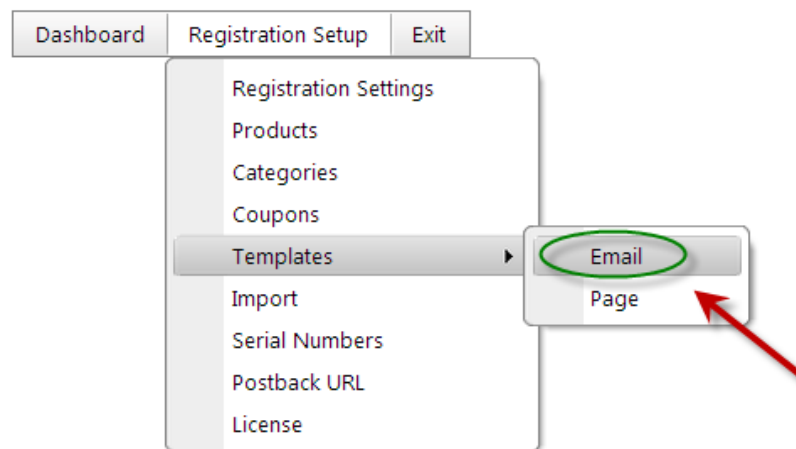 Dashboard Registration Setup Exit
Registration Settings
Products
Categories
Coupons
Templates Email
Import Page
Serial Numbers
Postback URL
License